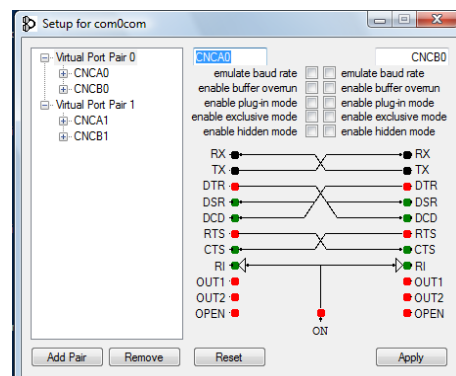 Setup for com0com
Virtual Port Pair 0
CNCA0
CNCB0
Virtual Port Pair 1
CNCA1
CNCB1
CNCA0 CNCB0
emulate baud rate emulate baud rate
enable buffer overrun enable buffer overrun
enable plug-in mode enable plug-in mode
enable exclusive mode enable exclusive mode
enable hidden mode enable hidden mode
RX RX
TX TX
DTR DTR
DSR DSR
DCD DCD
RTS RTS
CTS CTS
RI RI
OUT1 OUT1
OUT2 OUT2
OPEN OPEN
ON
Add Pair Remove Reset Apply